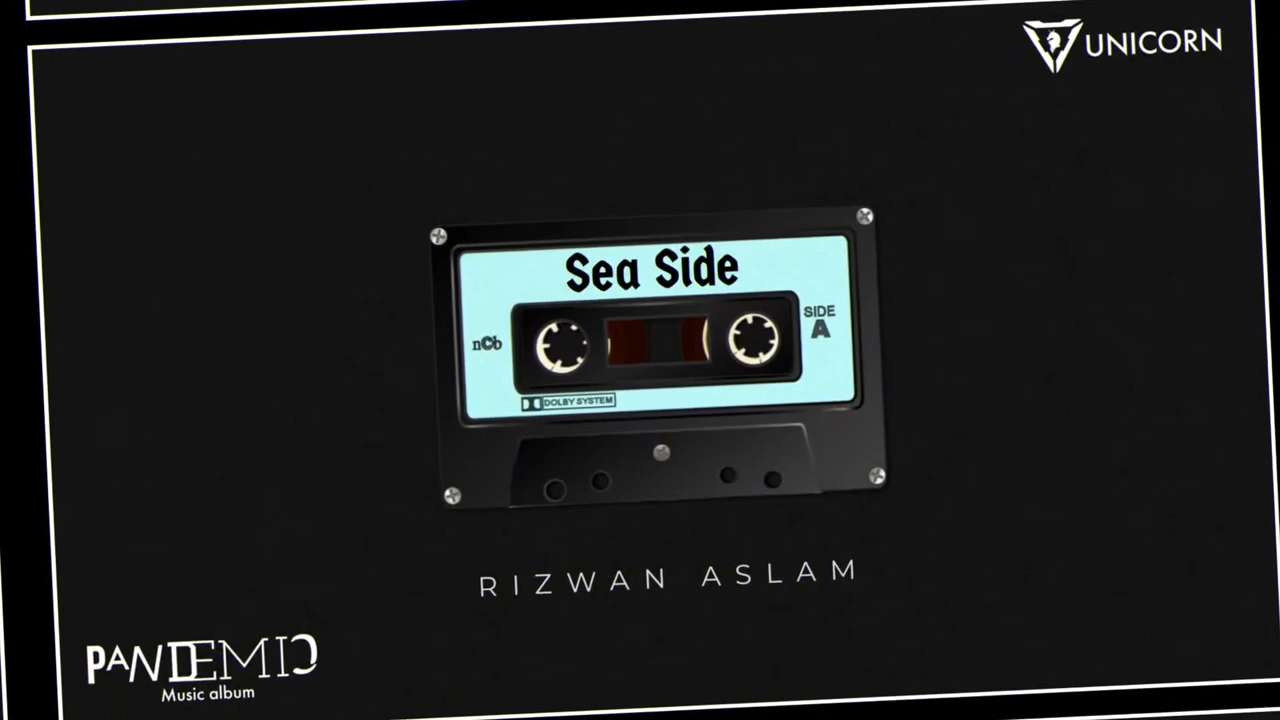 UNICORN
Sea Side
SIDE
A
nCb
DOLBY SYSTEM
RIZWAN ASLAM
PANDEMIC
Music album